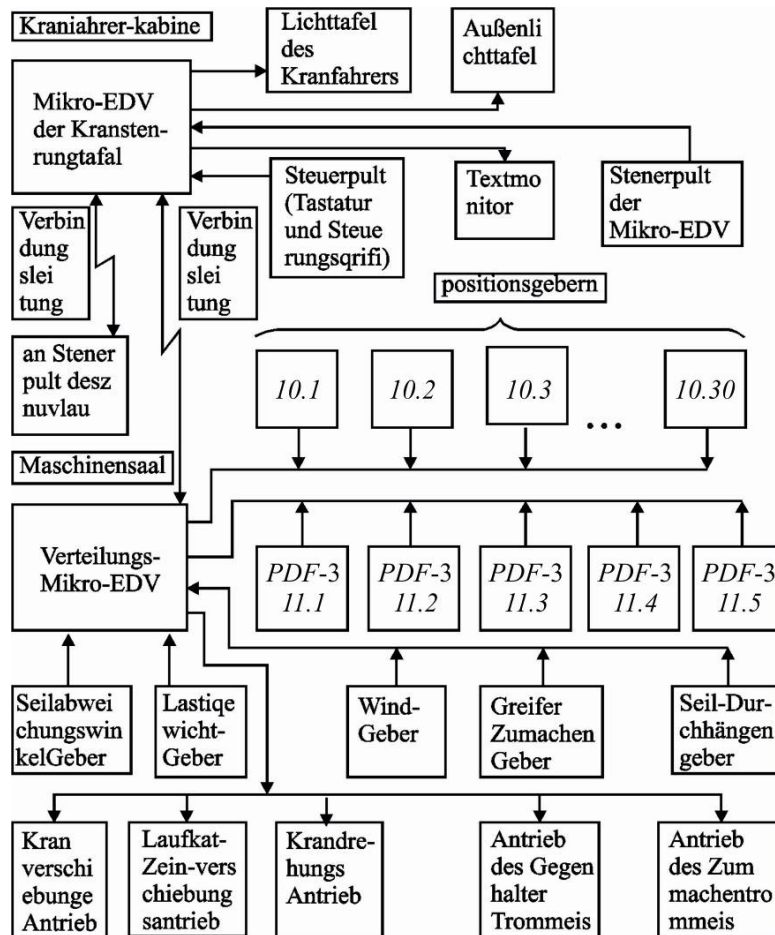 Kraniahrer-kabine
Lichttafel
des
Kranfahrers
Außenli
chttafel
Mikro-EDV
der Kransten-
rungtafal
Steuerpult
(Tastatur
und Steue
rungsqrifi)
Textmo
nitor
Stenerpult
der
Mikro-EDV
Verbin
dung
slei
tung
Verbin
dung
slei
tung
positionsgebern
an Stener
pult desz
nuvlau
10.1
10.2
10.3
...
10.30
Maschinensaal
Verteilungs-
Mikro-EDV
PDF-3
11.1
PDF-3
11.2
PDF-3
11.3
PDF-3
11.4
PDF-3
11.5
Seilabwei
chungswin
kelGeber
Lastiqe
wicht-
Geber
Wind-
Geber
Greifer
Zumachen
Geber
Seil-Dur-
chhängen
geber
Kran
verschi
ebunge
Antrieb
Laufkat-
Zein-vers
chiebung
santrieb
Krandre-
hungs
Antrieb
Antrieb
des Gegen
halter
Trommeis
Antrieb
des Zum
machentro
mmeis